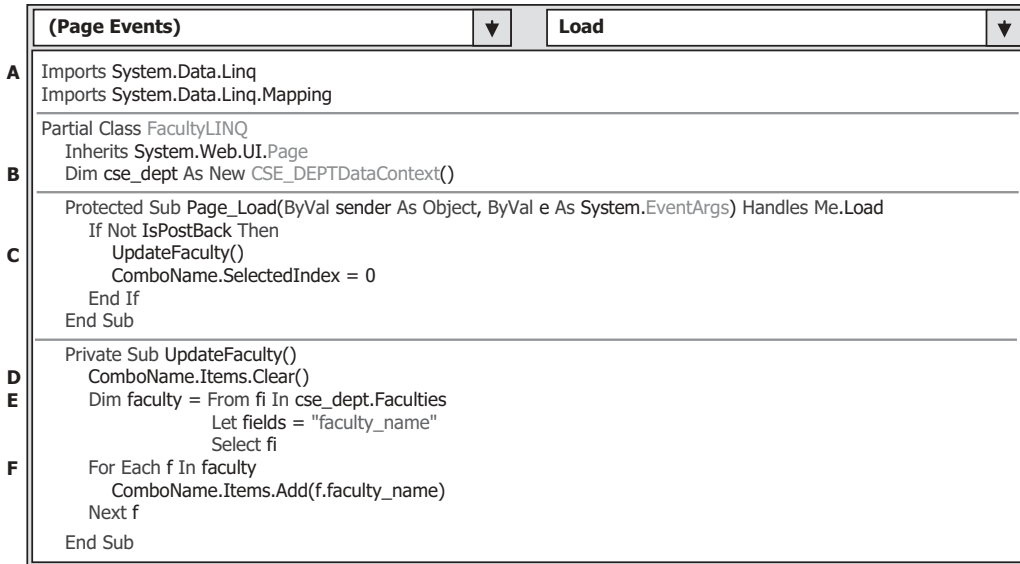 (Page Events) Load
A Imports System.Data.Linq
Imports System.Data.Linq.Mapping
Partial Class FacultyLINQ
Inherits System.Web.UI.Page
B Dim cse_dept As New CSE_DEPTDataContext()
Protected Sub Page_Load(ByVal sender As Object, ByVal e As System.EventArgs) Handles Me.Load
If Not IsPostBack Then
C UpdateFaculty()
ComboName.SelectedIndex = 0
End If
End Sub
Private Sub UpdateFaculty()
D ComboName.Items.Clear()
E Dim faculty = From fi In cse_dept.Faculties
Let fields = "faculty_name"
Select fi
F For Each f In faculty
ComboName.Items.Add(f.faculty_name)
Next f
End Sub